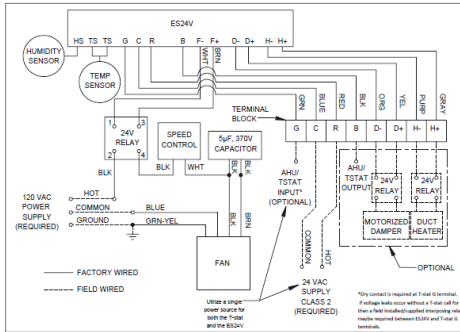 ES24V
HS TS TS G C R B F- F+ D- D+ H- H+
HUMIDITY
SENSOR
TEMP
SENSOR
WHT
BRN
GRN
BLUE
RED
BLK
ORG
YEL
PURP
GRAY
TERMINAL
BLOCK
G C R B D- D+ H- H+
1 3
24V
RELAY
2 4
SPEED
CONTROL
5µF, 370V
CAPACITOR
BLK
WHT
BLK
BLK
BLK
BLK
BRN
AHU/
TSTAT
INPUT*
(OPTIONAL)
AHU/
TSTAT
OUTPUT
24V
RELAY
24V
RELAY
MOTORIZED
DAMPER
DUCT
HEATER
OPTIONAL
120 VAC
POWER
SUPPLY
(REQUIRED)
HOT
COMMON
GROUND
BLUE
GRN-YEL
FAN
COMMON
HOT
24 VAC
SUPPLY
CLASS 2
(REQUIRED)
FACTORY WIRED
FIELD WIRED
Utilize a single
power source for
both the T-stat
and the ES24V
*Dry contact is required at T-stat G terminal.
If voltage leaks occur without a T-stat call for
then a field installed/supplied interposing rela
maybe required between ES24V and T-stat G
terminals.